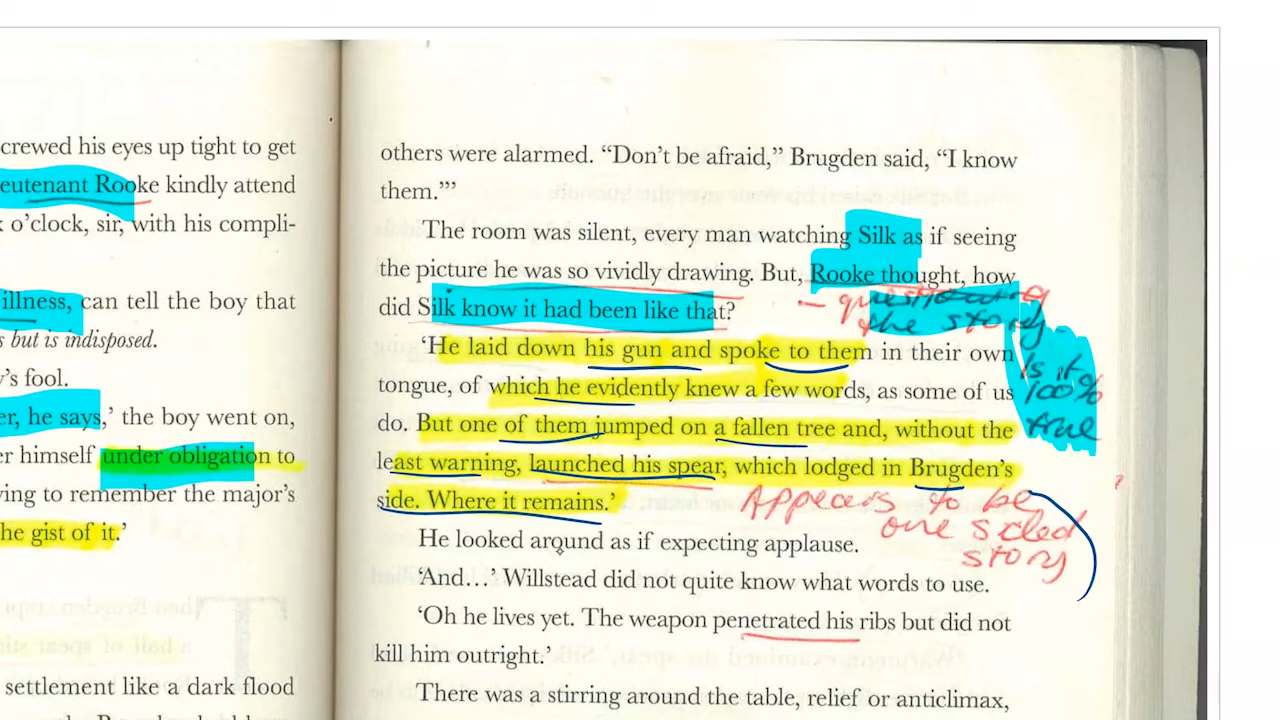 crewed his eyes up tight to get
eutenant Rooke kindly attend
o'clock, sir, with his compli-
illness, can tell the boy that
s but is indisposed.
y's fool.
er, he says,' the boy went on,
er himself under obligation to
ying to remember the major's
he gist of it.'
settlement like a dark flood
others were alarmed. "Don't be afraid," Brugden said, "I know
them."'
The room was silent, every man watching Silk as if seeing
the picture he was so vividly drawing. But, Rooke thought, how
did Silk know it had been like that?
– questioning
the story
'He laid down his gun and spoke to them in their own
Is it
tongue, of which he evidently knew a few words, as some of us
100%
do. But one of them jumped on a fallen tree and, without the
true
least warning, launched his spear, which lodged in Brugden's
side. Where it remains.'
Appears to be
one sided
story
He looked around as if expecting applause.
'And…' Willstead did not quite know what words to use.
'Oh he lives yet. The weapon penetrated his ribs but did not
kill him outright.'
There was a stirring around the table, relief or anticlimax,